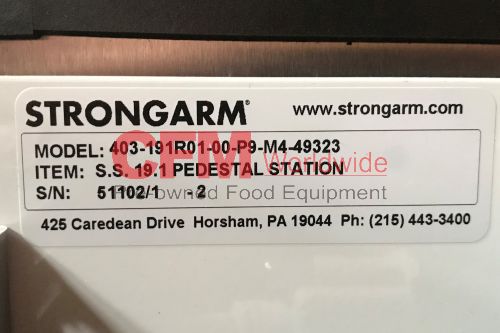 STRONGARM® www.strongarm.com
MODEL: 403-191R01-00-P9-M4-49323
CFM Worldwide
ITEM: S.S. 19.1 PEDESTAL STATION
S/N: 51102/1 - 2
Pre-owned Food Equipment
425 Caredean Drive Horsham, PA 19044 Ph: (215) 443-3400